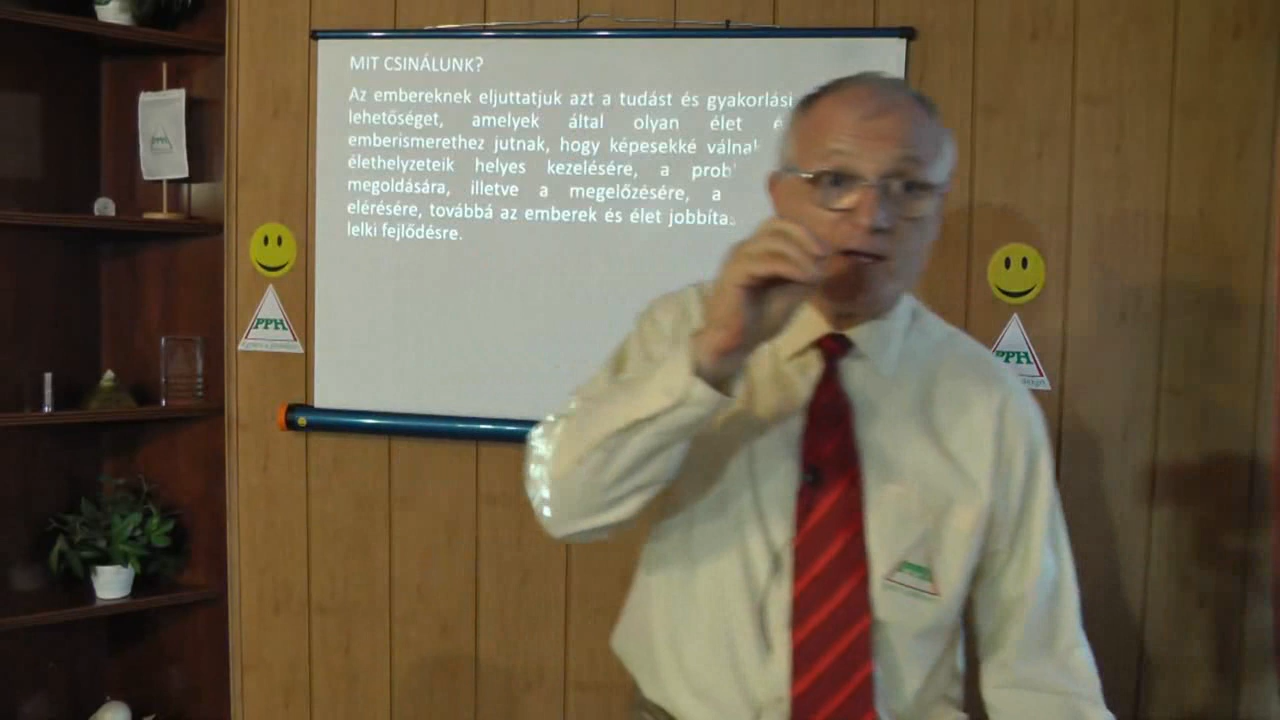 MIT CSINÁLUNK?
Az embereknek eljuttatjuk azt a tudást és gyakorlási
lehetőséget, amelyek által olyan élet
emberismerethez jutnak, hogy képesekké
élethelyzeteik helyes kezelésére, a
megoldására, illetve a megelőzésére, a
elérésére, továbbá az emberek és élet
lelki fejlődésre.
PPH
PPH